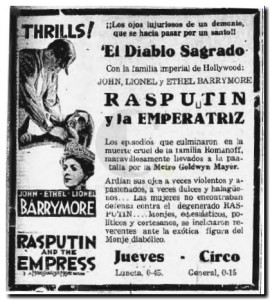 THRILLS!
JOHN - ETHEL - LIONEL
BARRYMORE
RASPUTIN
AND THE
EMPRESS
¡¡Los ojos lujuriosos de un demonio,
que se hacia pasar por un santo!!
'El Diablo Sagrado
Con la familia imperial de Hollywood:
JOHN, LIONEL y ETHEL BARRYMORE
RASPUTIN
y la EMPERATRIZ
Los episodios que culminaron en la
muerte cruel de la familia Romanoff,
maravillosamente llevados a la pan-
talla por la Metro Goldwyn Mayer.
Ardían sus ojos a veces violentos y a-
pasionados, a veces dulces y halagüe-
ños... Las mujeres no encontraban
defensa contra el degenerado RAS-
PUTIN.... Monjes, eclesiásticos, po-
líticos y cortesanos, se inclinaron reve-
rentes ante la exótica figura del
Monje diabólico.
Jueves - Circo
Luneta, 0-45. General, 0-15